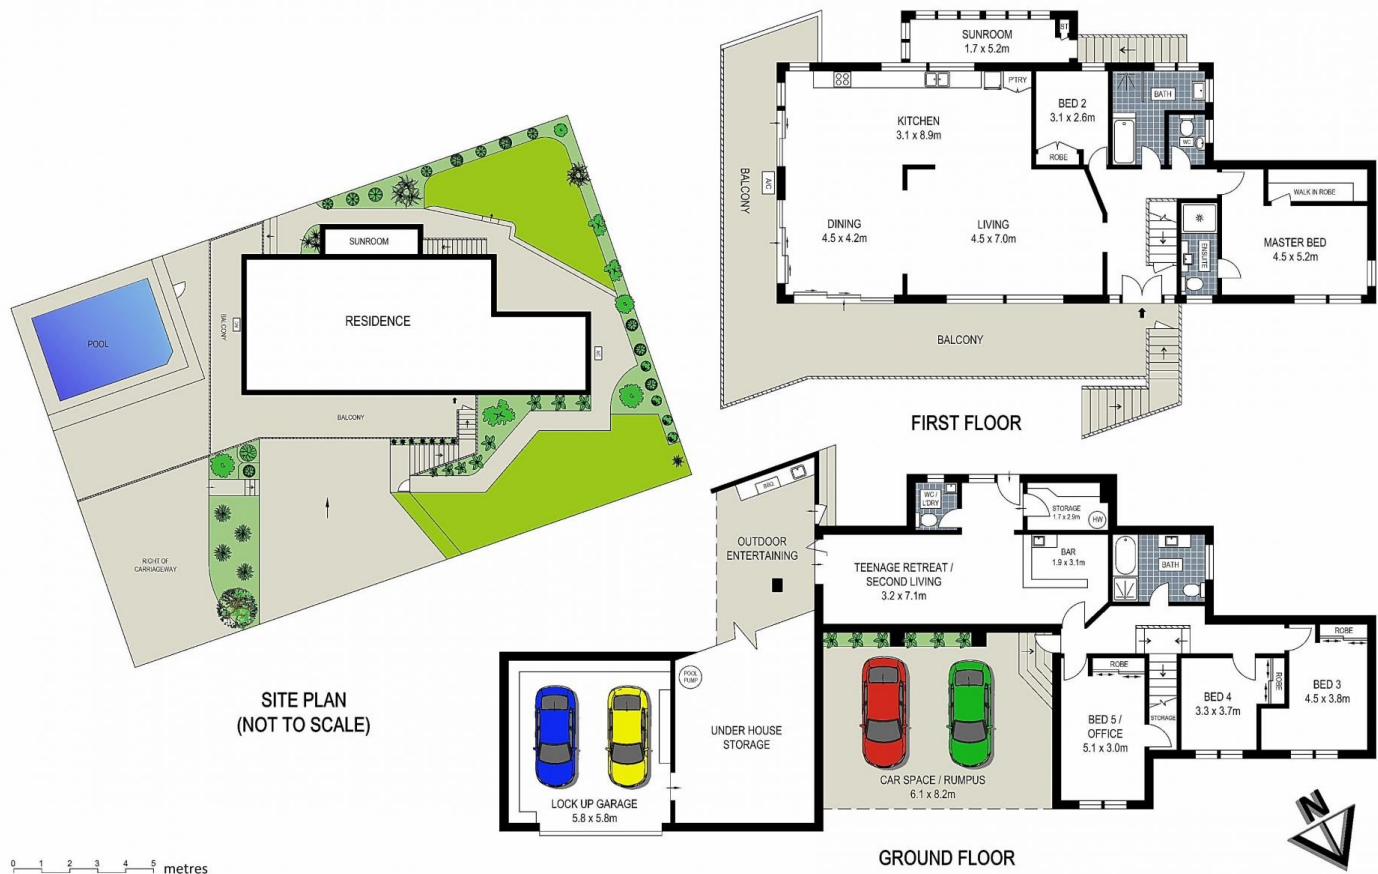 SUNROOM
RESIDENCE
POOL
BALCONY
BALCONY
RIGHT OF
CARRIAGEWAY
SITE PLAN
(NOT TO SCALE)
0 1 2 3 4 5 metres
SUNROOM
1.7 x 5.2m
ST
P'TRY
KITCHEN
3.1 x 8.9m
BED 2
3.1 x 2.6m
ROBE
BATH
WC
BALCONY
A/C
DINING
4.5 x 4.2m
LIVING
4.5 x 7.0m
WALK IN ROBE
ENSUITE
MASTER BED
4.5 x 5.2m
BALCONY
FIRST FLOOR
BBQ
OUTDOOR
ENTERTAINING
WC /
L'DRY
STORAGE
1.7 x 2.9m
HW
TEENAGE RETREAT /
SECOND LIVING
3.2 x 7.1m
BAR
1.9 x 3.1m
BATH
POOL
PUMP
UNDER HOUSE
STORAGE
LOCK UP GARAGE
5.8 x 5.8m
CAR SPACE / RUMPUS
6.1 x 8.2m
ROBE
BED 5 /
OFFICE
5.1 x 3.0m
STORAGE
BED 4
3.3 x 3.7m
ROBE
ROBE
BED 3
4.5 x 3.8m
GROUND FLOOR
N